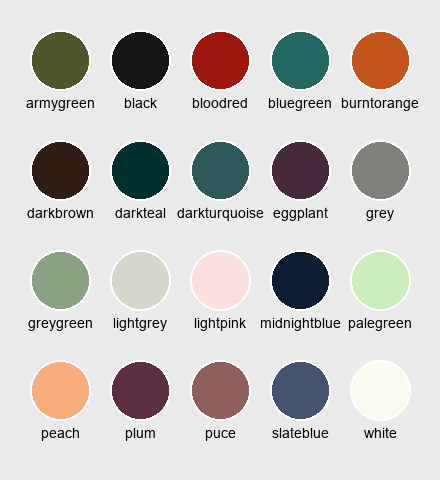 armygreen black bloodred bluegreen burntorange
darkbrown darkteal darkturquoise eggplant grey
greygreen lightgrey lightpink midnightblue palegreen
peach plum puce slateblue white